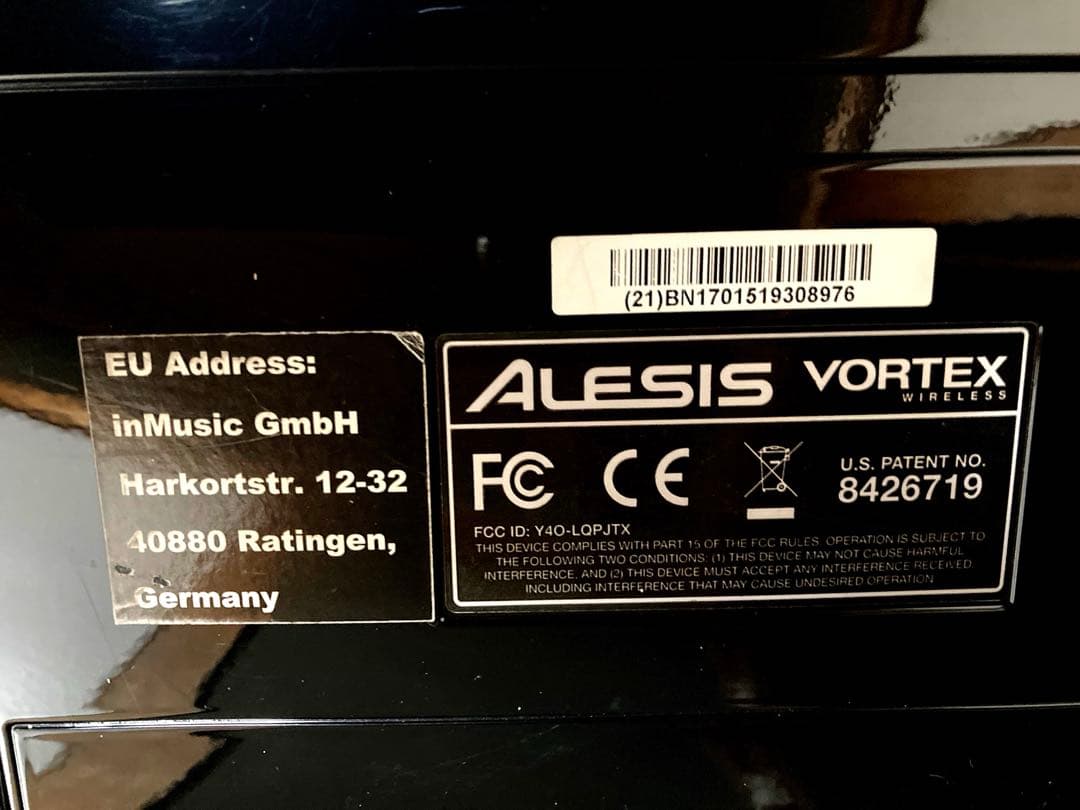 (21)BN1701519308976
EU Address:
inMusic GmbH
Harkortstr. 12-32
40880 Ratingen,
Germany
ALESIS VORTEX
WIRELESS
FC CE
U.S. PATENT NO.
8426719
FCC ID: Y4O-LQPJTX
THIS DEVICE COMPLIES WITH PART 15 OF THE FCC RULES. OPERATION IS SUBJECT TO
THE FOLLOWING TWO CONDITIONS: (1) THIS DEVICE MAY NOT CAUSE HARMFUL
INTERFERENCE, AND (2) THIS DEVICE MUST ACCEPT ANY INTERFERENCE RECEIVED,
INCLUDING INTERFERENCE THAT MAY CAUSE UNDESIRED OPERATION